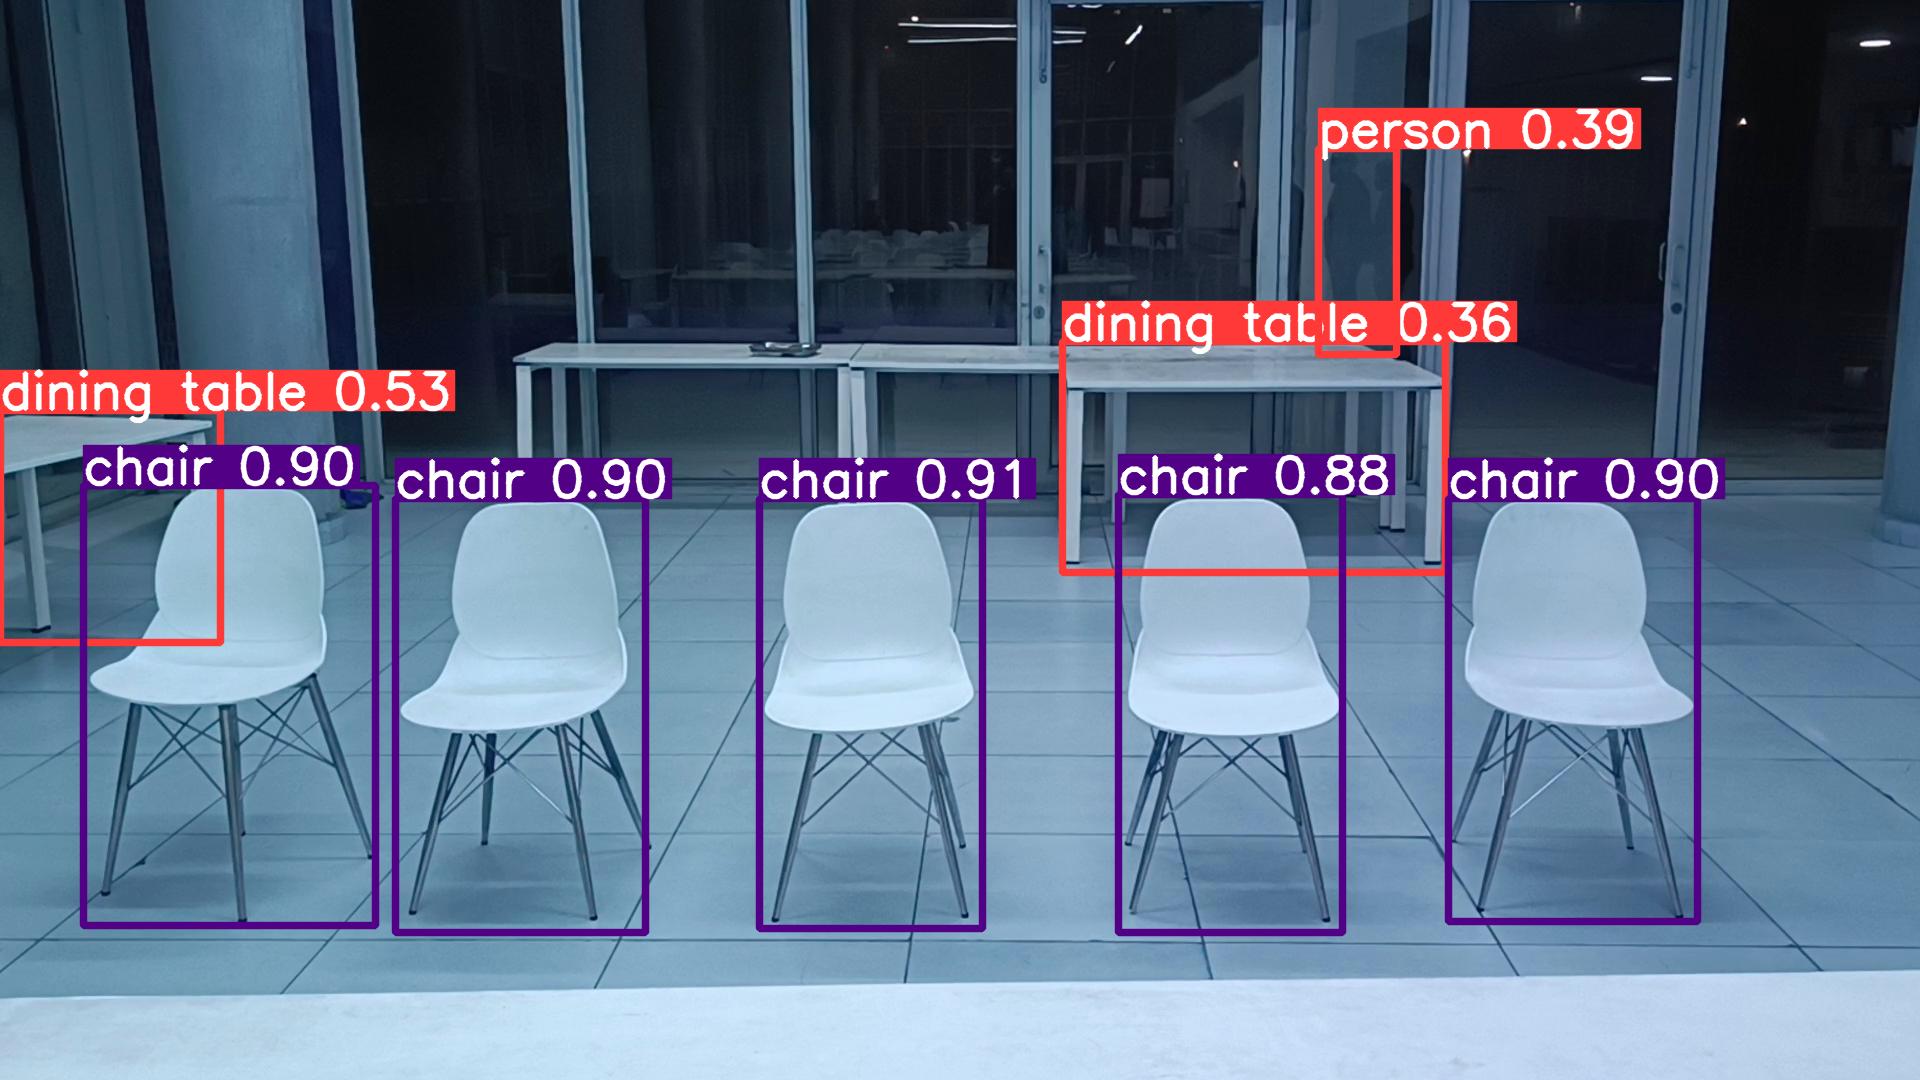 person 0.39
dining table 0.36
dining table 0.53
chair 0.90
chair 0.90
chair 0.91
chair 0.88
chair 0.90